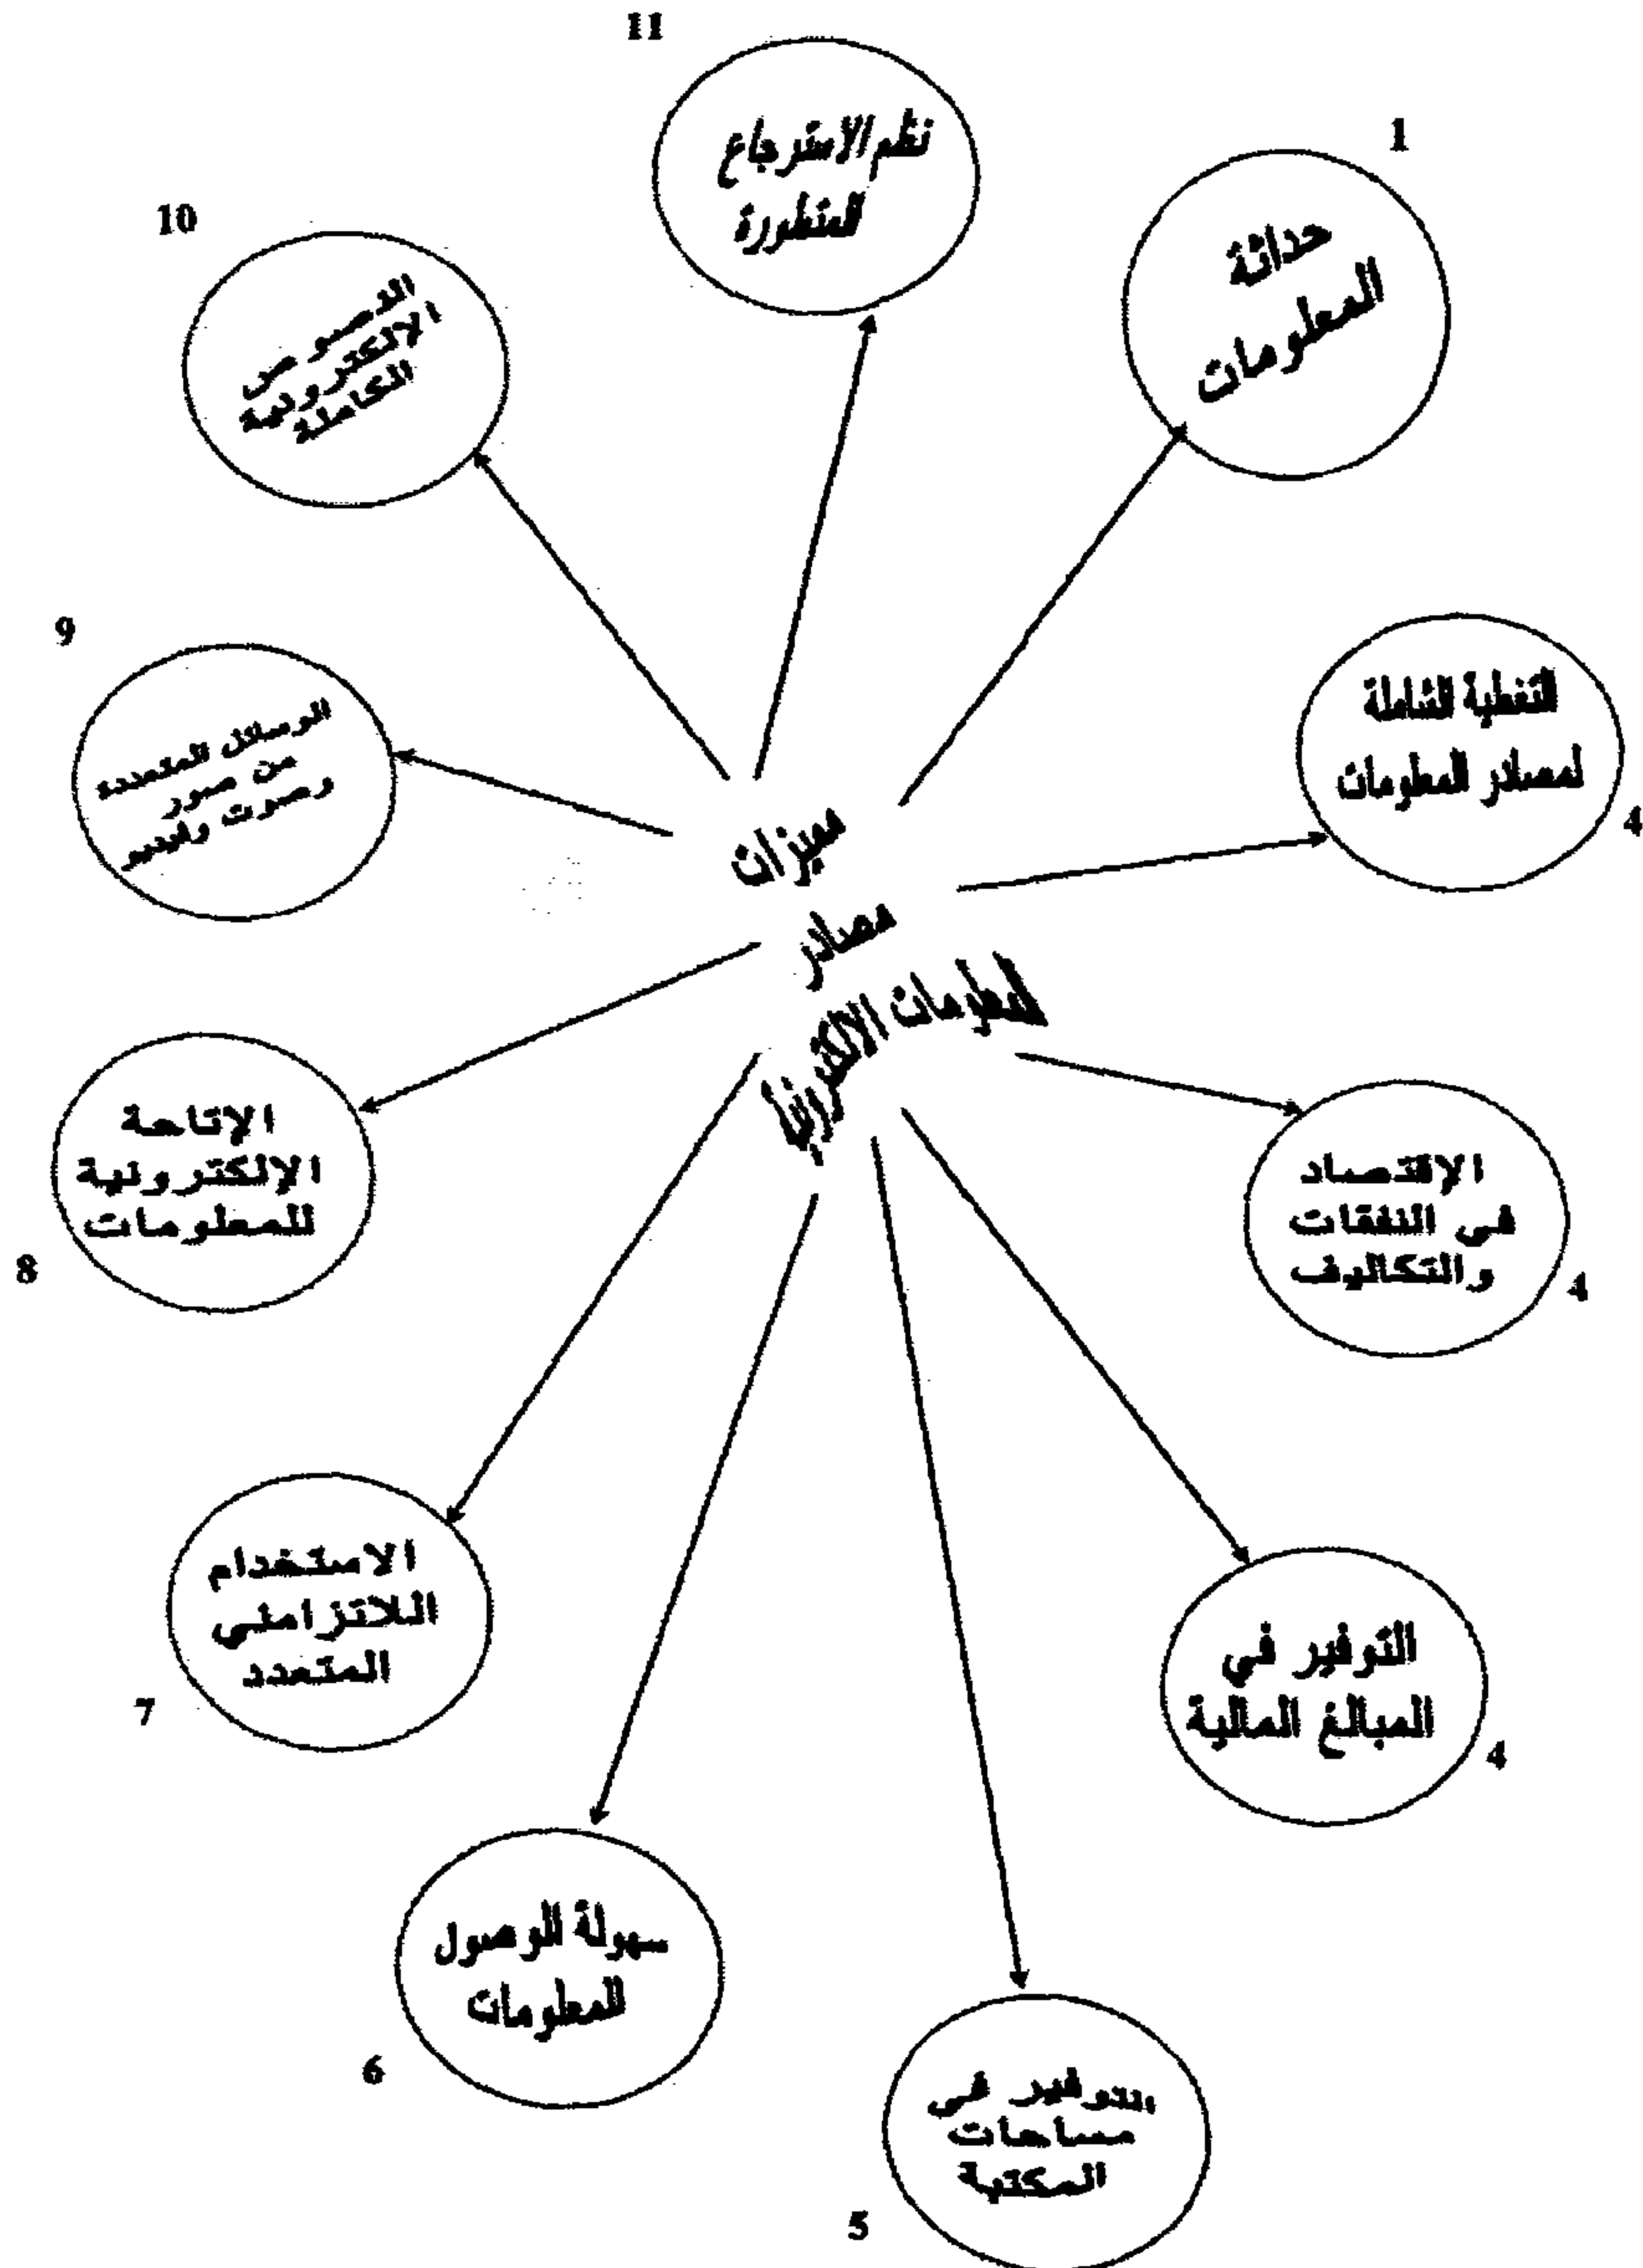 ميزات
مصادر
المعلومات الإلكترونية
1
حداثة
المعلومات
4
التغطية الشاملة
لمصادر المعلومات
4
الإقتصاد
في النفقات
والتكاليف
4
التوفير في
المبالغ المالية
5
التوفير في
مساحات
المكتبة
6
سهولة الوصول
للمعلومات
7
الاستخدام
اللاتزامني
المتعدد
8
الإتاحة
الإلكترونية
للمعلومات
9
الوسائل المتعددة
من صور
وصوت وفيديو
10
النصوص
الإلكترونية
الكاملة
11
نظم الاسترجاع
المتطورة